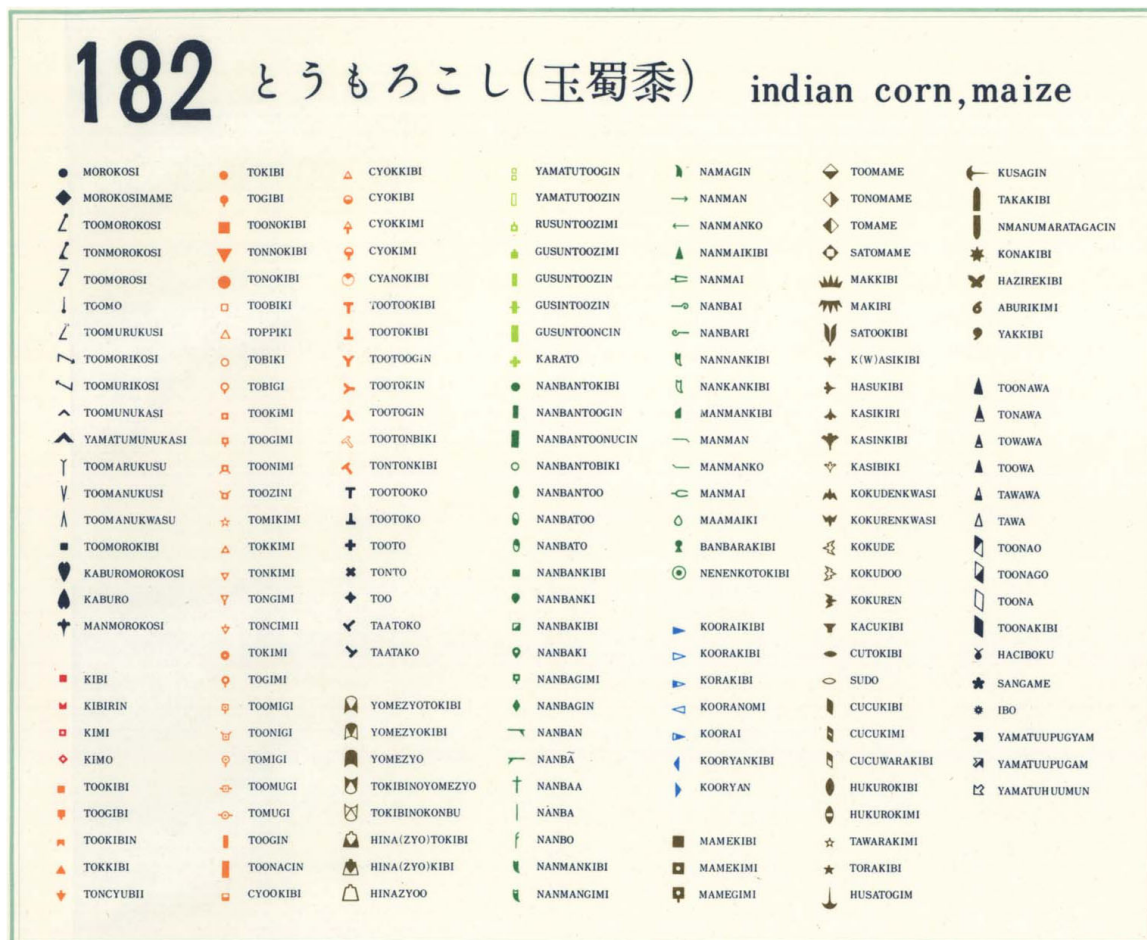 182 とうもろこし(玉蜀黍) indian corn,maize
MOROKOSI
MOROKOSIMAME
TOOMOROKOSI
TONMOROKOSI
TOOMOROSI
TGOMO
TOOMURUKUSI
TOOMORIKOSI
TOOMURIKOSI
TOOMUNUKASI
YAMATUMUNUKASI
TOOMARUKUSU
TOOMANUKUSI
TOOMANUKWASU
TOOMOROKIBI
KABUROMOROKOSI
KABURO
MANMOROKOSI
KIBI
KIBIRIN
KIMI
KIMO
TOOKIBI
TOOGIBI
TOOKIBIN
TOKKIBI
TONCYUBII
TOKIBI
TOGIBI
TOONOKIBI
TONNOKIBI
TONOKIBI
TOOBIKI
TOPPIKI
TOBIKI
TOBIGI
TOOKIMI
TOOGIMI
TOONIMI
TOOZINI
TOMIKIMI
TOKKIMI
TONKIMI
TONGIMI
TONCIMII
TOKIMI
TOGIMI
TOOMIGI
TOONIGI
TOMIGI
TOOMUGI
TOMUGI
TOOGIN
TOONACIN
CYOOKIBI
CYOKKIBI
CYOKIBI
CYOKKIMI
CYOKIMI
CYANOKIBI
TOOTOOKIBI
TOOTOKIBI
TOOTOOGIN
TOOTOKIN
TOOTOGIN
TOOTONBIKI
TONTONKIBI
TOOTOOKO
TOOTOKO
TOOTO
TONTO
TOO
TAATOKO
TAATAKO
YOMEZYOTOKIBI
YOMEZYOKIBI
YOMEZYO
TOKIBINOYOMEZYO
TOKIBINOKONBU
HINA(ZYO)TOKIBI
HINA(ZYO)KIBI
HINAZYOO
YAMATUTOOGIN
YAMATUTOOZIN
RUSUNTOOZIMI
GUSUNTOOZIMI
GUSUNTOOZIN
GUSINTOOZIN
GUSUNTOONCIN
KARATO
NANBANTOKIBI
NANBANTOOGIN
NANBANTOONUCIN
NANBANTOBIKI
NANBANTOO
NANBATOO
NANBATO
NANBANKIBI
NANBANKI
NANBAKIBI
NANBAKI
NANBAGIMI
NANBAGIN
NANBAN
NANBÃ
NANBAA
NANBA
NANBO
NANMANKIBI
NANMANGIMI
NAMAGIN
NANMAN
NANMANKO
NANMAIKIBI
NANMAI
NANBAI
NANBARI
NANNANKIBI
NANKANKIBI
MANMANKIBI
MANMAN
MANMANKO
MANMAI
MAAMAIKI
BANBARAKIBI
NENENKOTOKIBI
KOORAIKIBI
KOORAKIBI
KORAKIBI
KOORANOMI
KOORAI
KOORYANKIBI
KOORYAN
MAMEKIBI
MAMEKIMI
MAMEGIMI
TOOMAME
TONOMAME
TOMAME
SATOMAME
MAKKIBI
MAKIBI
SATOOKIBI
K(W)ASIKIBI
HASUKIBI
KASIKIRI
KASINKIBI
KASIBIKI
KOKUDENKWASI
KOKURENKWASI
KOKUDE
KOKUDOO
KOKUREN
KACUKIBI
CUTOKIBI
SUDO
CUCUKIBI
CUCUKIMI
CUCUWARAKIBI
HUKUROKIBI
HUKUROKIMI
TAWARAKIMI
TORAKIBI
HUSATOGIM
KUSAGIN
TAKAKIBI
NMANUMARATAGACIN
KONAKIBI
HAZIREKIBI
ABURIKIMI
YAKKIBI
TOONAWA
TONAWA
TOWAWA
TOOWA
TAWAWA
TAWA
TOONAO
TOONAGO
TOONA
TOONAKIBI
HACIBOKU
SANGAME
IBO
YAMATUUPUGYAM
YAMATUUPUGAM
YAMATUHUUMUN